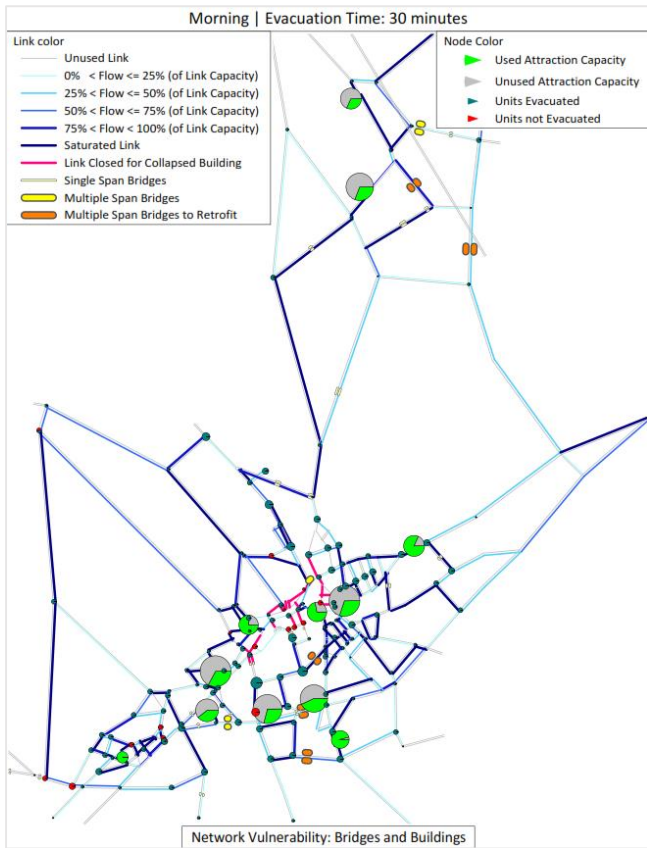 Morning | Evacuation Time: 30 minutes
Link color
Unused Link
0% < Flow <= 25% (of Link Capacity)
25% < Flow <= 50% (of Link Capacity)
50% < Flow <= 75% (of Link Capacity)
75% < Flow < 100% (of Link Capacity)
Saturated Link
Link Closed for Collapsed Building
Single Span Bridges
Multiple Span Bridges
Multiple Span Bridges to Retrofit
Node Color
Used Attraction Capacity
Unused Attraction Capacity
Units Evacuated
Units not Evacuated
Network Vulnerability: Bridges and Buildings